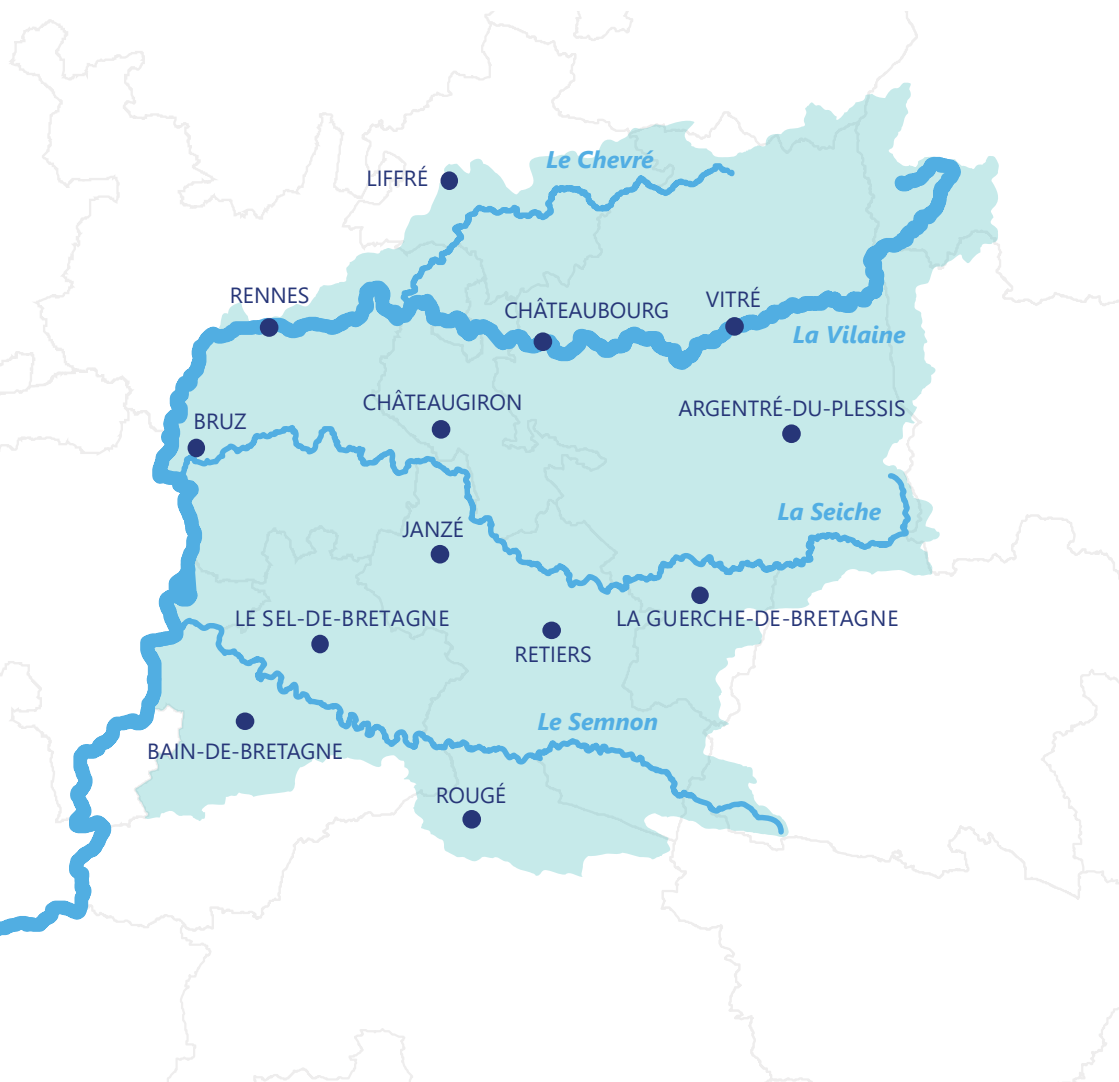 Le Chevré
LIFFRÉ
RENNES
VITRÉ
CHÂTEAUBOURG
La Vilaine
CHÂTEAUGIRON
ARGENTRÉ-DU-PLESSIS
BRUZ
La Seiche
JANZÉ
LE SEL-DE-BRETAGNE
LA GUERCHE-DE-BRETAGNE
RETIERS
Le Semnon
BAIN-DE-BRETAGNE
ROUGÉ